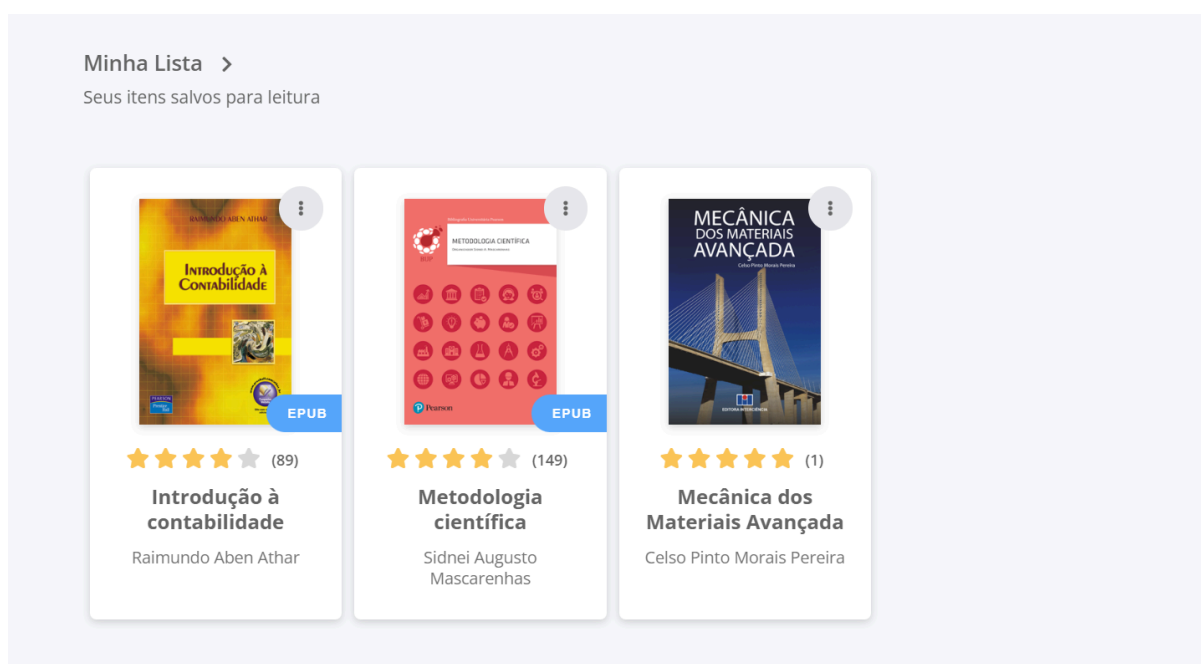 Minha Lista
Seus itens salvos para leitura
RAIMUNDO ABEN ATHAR
INTRODUÇÃO À
CONTABILIDADE
PEARSON
EPUB
METODOLOGIA CIENTÍFICA
BUP
Pearson
EPUB
MECÂNICA
DOS MATERIAIS
AVANÇADA
Celso Pinto Morais Pereira
EDITORA INTERCIÊNCIA
(89)
Introdução à
contabilidade
Raimundo Aben Athar
(149)
Metodologia
científica
Sidnei Augusto
Mascarenhas
(1)
Mecânica dos
Materiais Avançada
Celso Pinto Morais Pereira